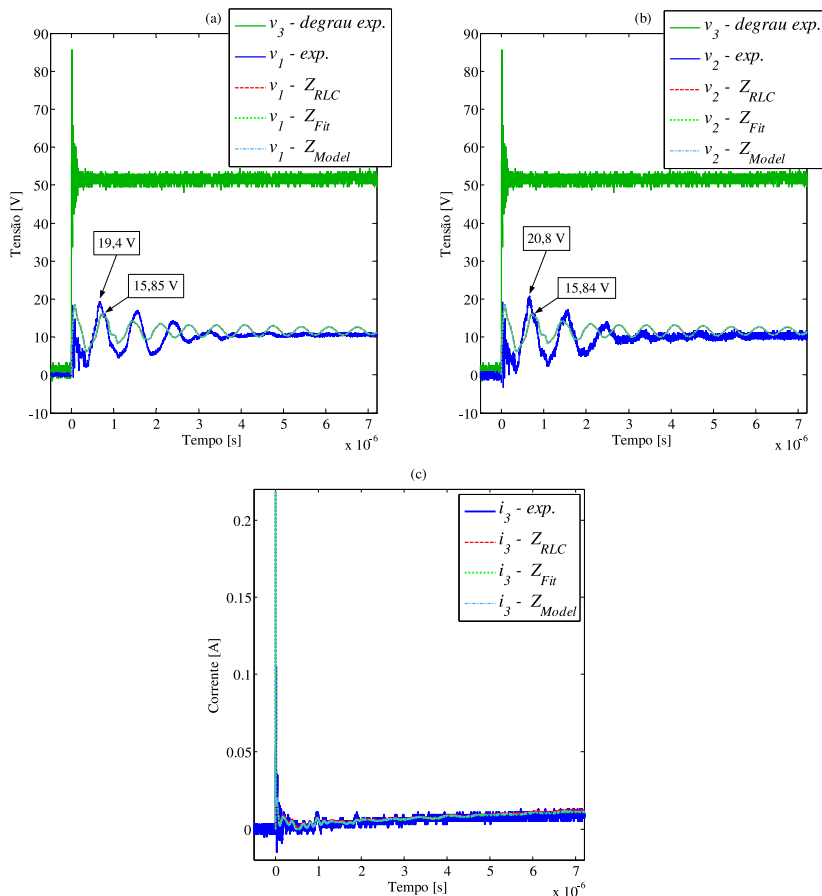 (a)
v3 - degrau exp.
v1 - exp.
v1 - ZRLC
v1 - ZFit
v1 - ZModel
90
80
70
60
50
40
30
20
10
0
-10
Tensão [V]
19,4 V
15,85 V
0 1 2 3 4 5 6 7
Tempo [s]
x 10-6
(b)
v3 - degrau exp.
v2 - exp.
v2 - ZRLC
v2 - ZFit
v2 - ZModel
90
80
70
60
50
40
30
20
10
0
-10
Tensão [V]
20,8 V
15,84 V
0 1 2 3 4 5 6 7
Tempo [s]
x 10-6
(c)
i3 - exp.
i3 - ZRLC
i3 - ZFit
i3 - ZModel
0.2
0.15
0.1
0.05
0
Corrente [A]
0 1 2 3 4 5 6 7
Tempo [s]
x 10-6